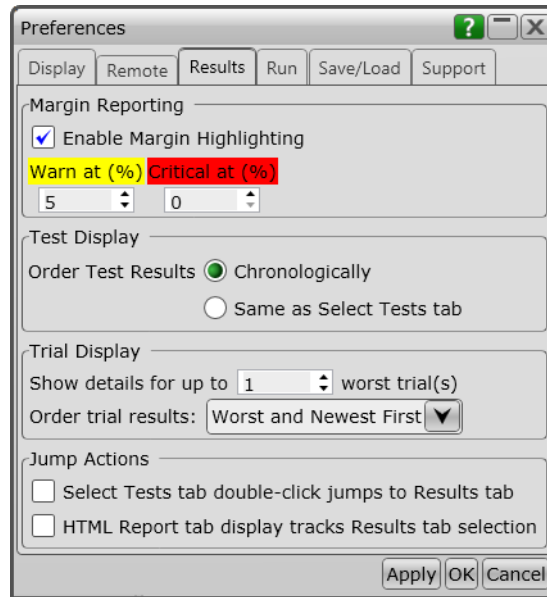 Preferences ?
Display Remote Results Run Save/Load Support
Margin Reporting
Enable Margin Highlighting
Warn at (%) Critical at (%)
5 0
Test Display
Order Test Results Chronologically
Same as Select Tests tab
Trial Display
Show details for up to 1 worst trial(s)
Order trial results: Worst and Newest First
Jump Actions
Select Tests tab double-click jumps to Results tab
HTML Report tab display tracks Results tab selection
Apply OK Cancel